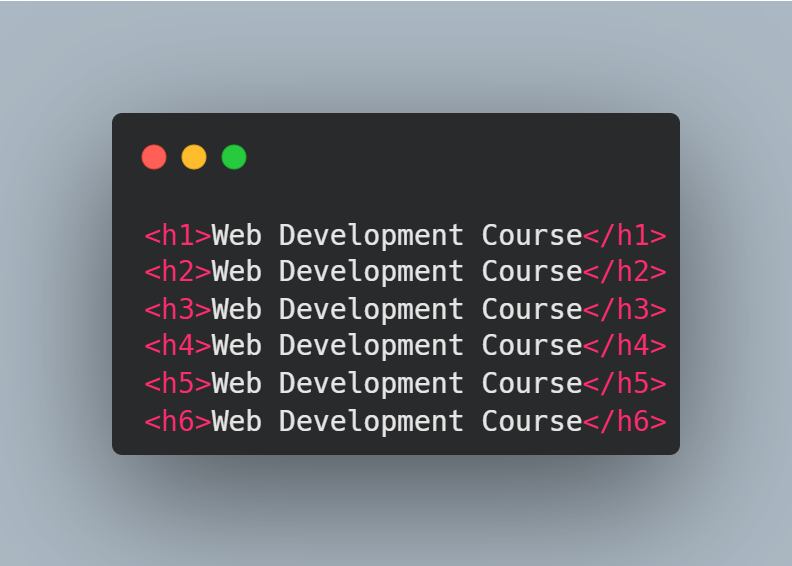 <h1>Web Development Course</h1>
<h2>Web Development Course</h2>
<h3>Web Development Course</h3>
<h4>Web Development Course</h4>
<h5>Web Development Course</h5>
<h6>Web Development Course</h6>